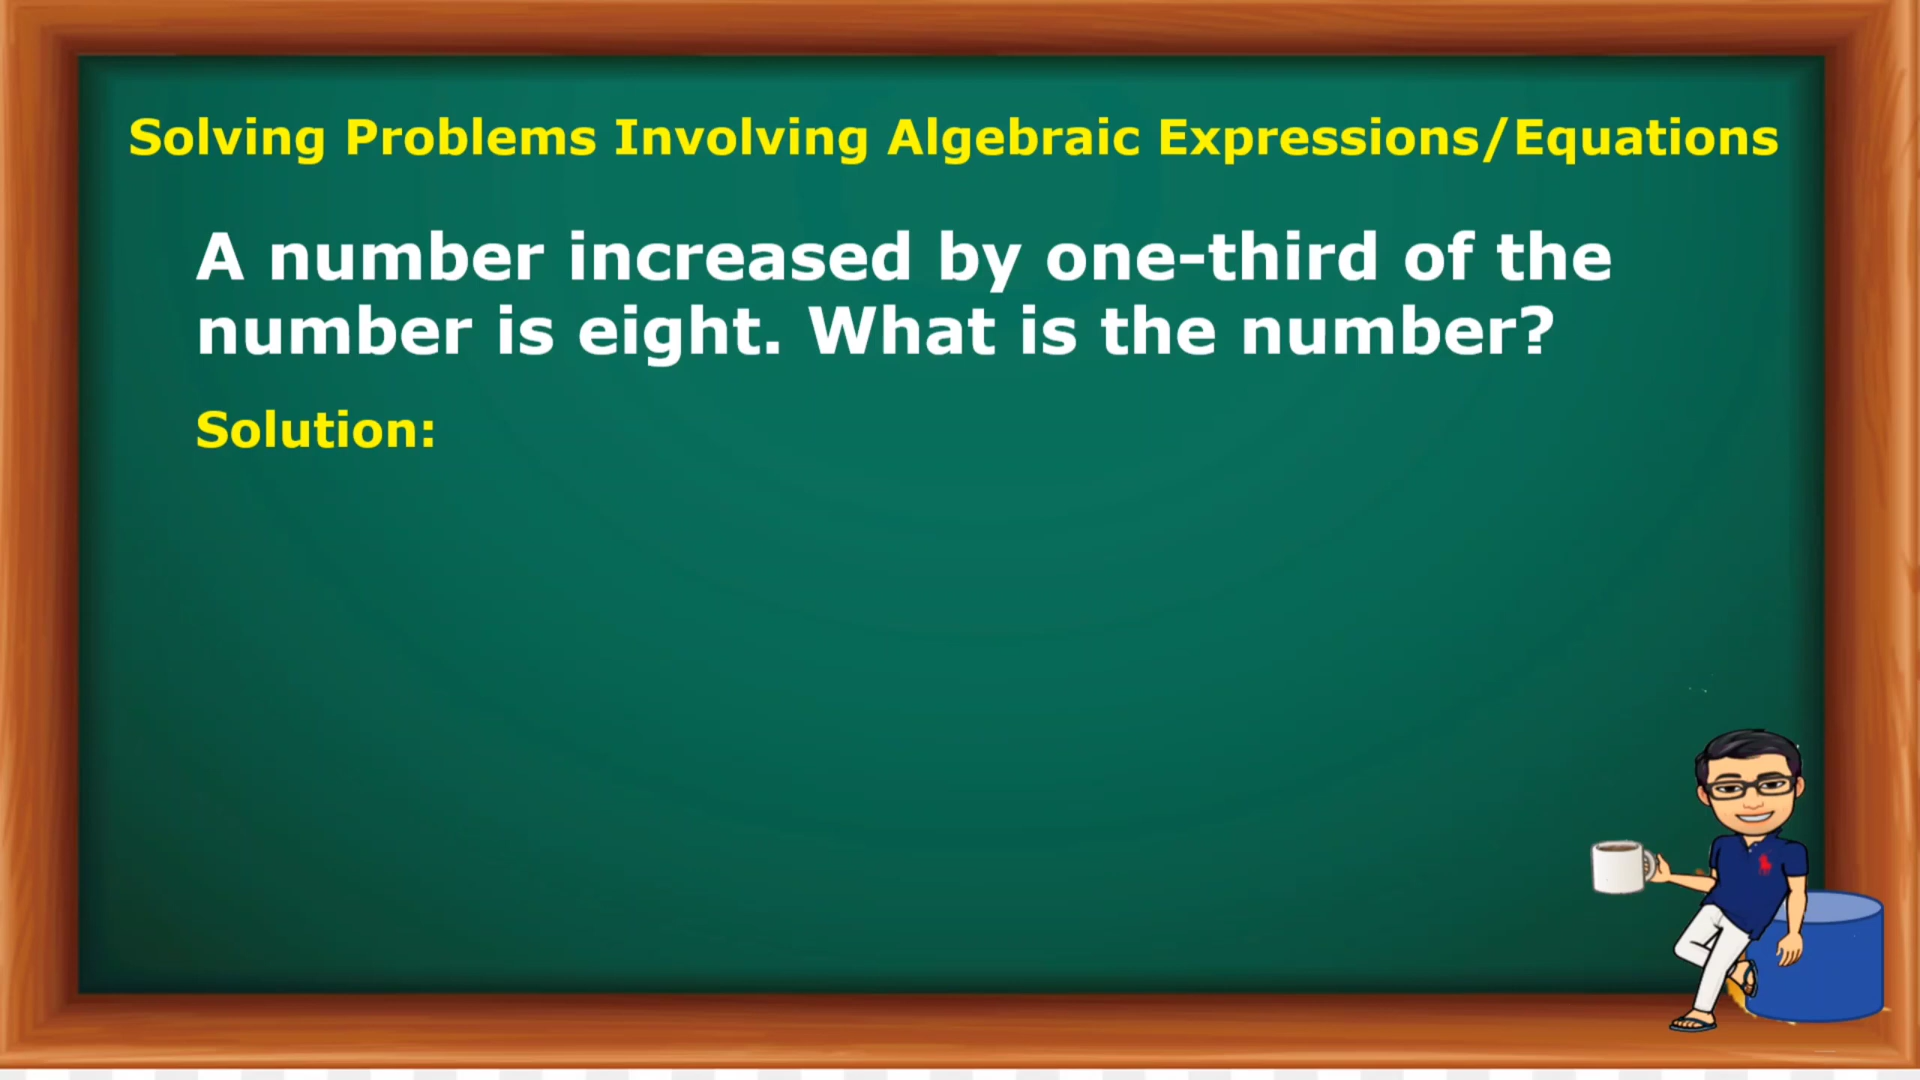 Solving Problems Involving Algebraic Expressions/Equations
A number increased by one-third of the
number is eight. What is the number?
Solution: